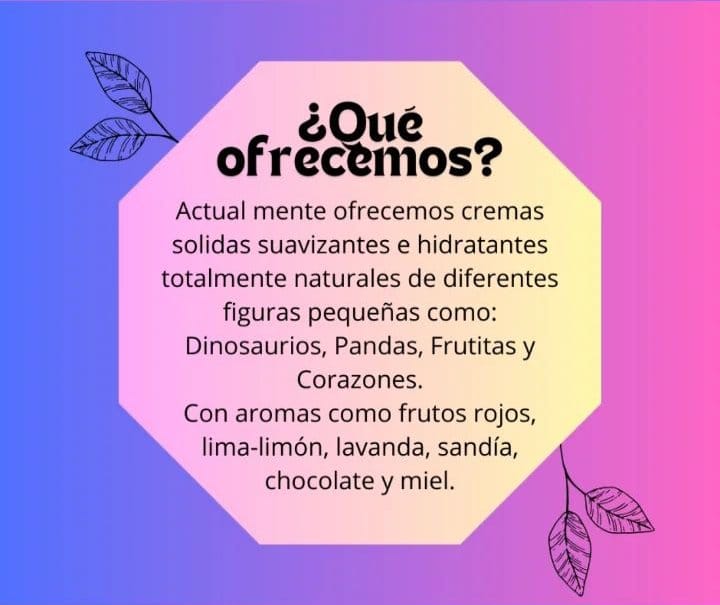 ¿Qué
ofrecemos?
Actual mente ofrecemos cremas
solidas suavizantes e hidratantes
totalmente naturales de diferentes
figuras pequeñas como:
Dinosaurios, Pandas, Frutitas y
Corazones.
Con aromas como frutos rojos,
lima-limón, lavanda, sandía,
chocolate y miel.